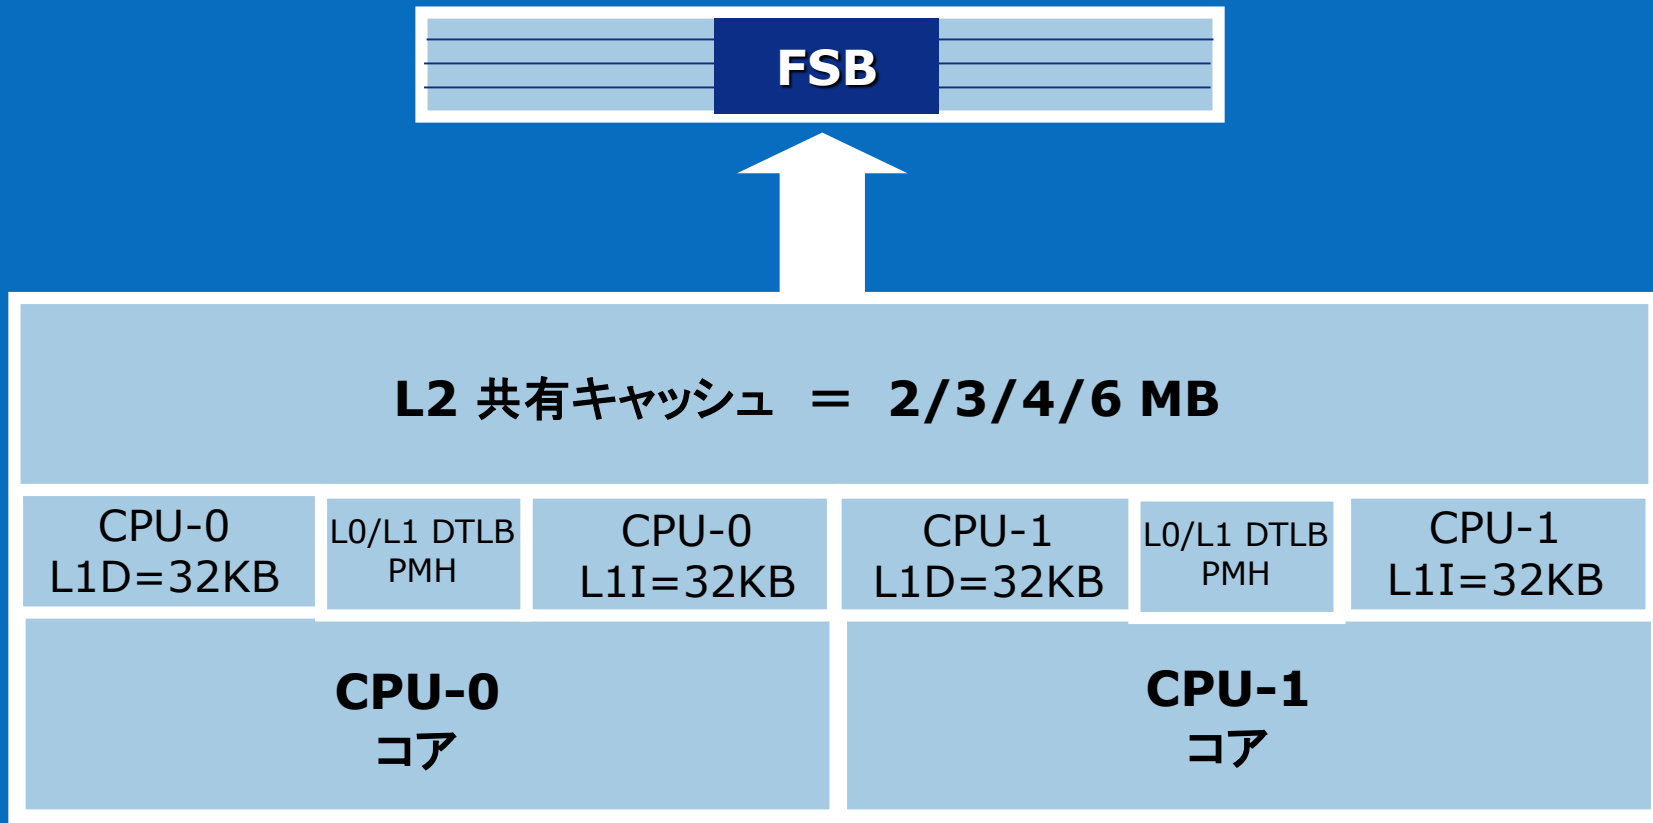 FSB
L2 共有キャッシュ = 2/3/4/6 MB
CPU-0
L1D=32KB
L0/L1 DTLB
PMH
CPU-0
L1I=32KB
CPU-1
L1D=32KB
L0/L1 DTLB
PMH
CPU-1
L1I=32KB
CPU-0
コア
CPU-1
コア